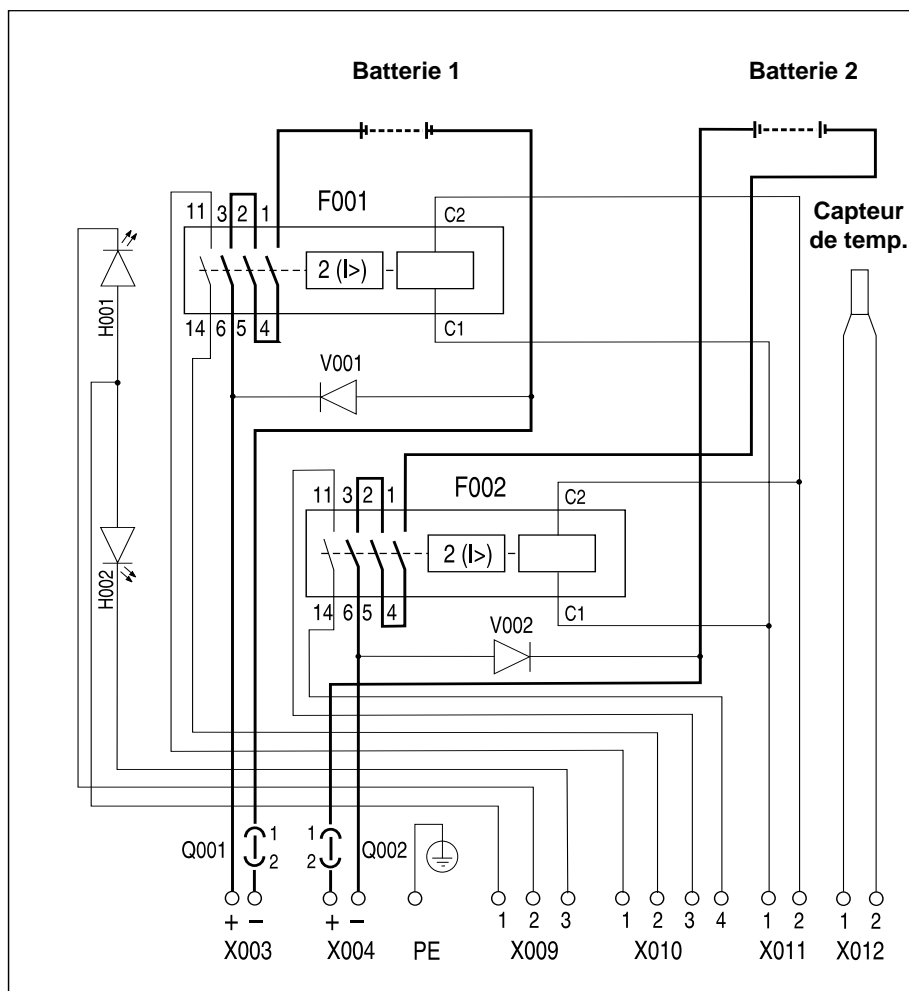 Batterie 1
Batterie 2
F001
11 3 2 1
C2
2 (I>)
C1
14 6 5 4
Capteur
de temp.
H001
V001
F002
11 3 2 1
C2
2 (I>)
C1
14 6 5 4
H002
V002
Q001
1
2
1
2
Q002
+ −
+ −
1 2 3
1 2 3 4
1 2
1 2
X003
X004
PE
X009
X010
X011
X012